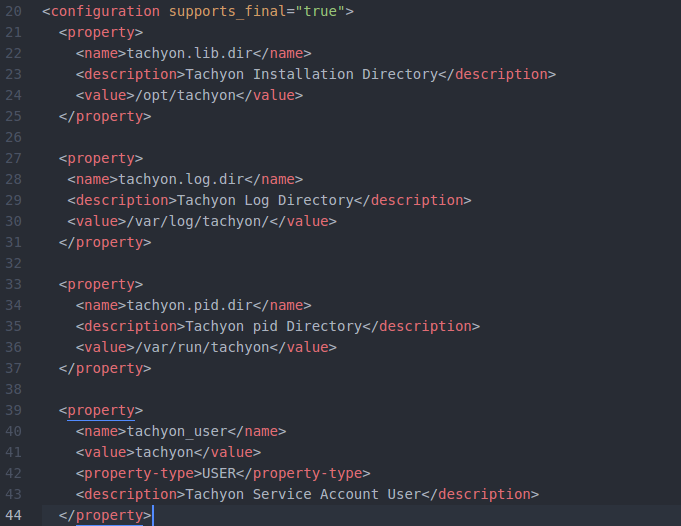 20 <configuration supports_final="true">
21   <property>
22     <name>tachyon.lib.dir</name>
23     <description>Tachyon Installation Directory</description>
24     <value>/opt/tachyon</value>
25   </property>
26
27   <property>
28    <name>tachyon.log.dir</name>
29    <description>Tachyon Log Directory</description>
30    <value>/var/log/tachyon/</value>
31   </property>
32
33   <property>
34     <name>tachyon.pid.dir</name>
35     <description>Tachyon pid Directory</description>
36     <value>/var/run/tachyon</value>
37   </property>
38
39   <property>
40     <name>tachyon_user</name>
41     <value>tachyon</value>
42     <property-type>USER</property-type>
43     <description>Tachyon Service Account User</description>
44   </property>